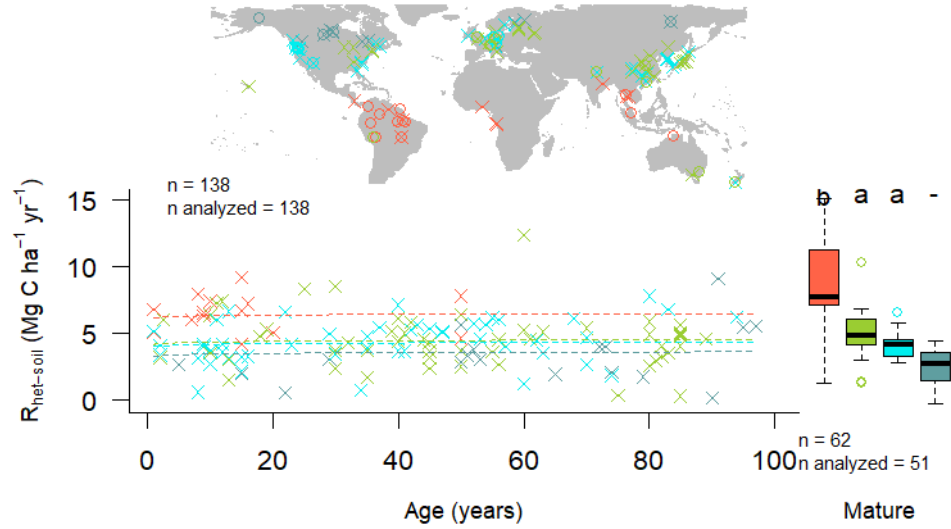 n = 138
n analyzed = 138
b a a -
15
10
5
0
R_het−soil (Mg C ha⁻¹ yr⁻¹)
0 20 40 60 80 100
n = 62
n analyzed = 51
Age (years)
Mature